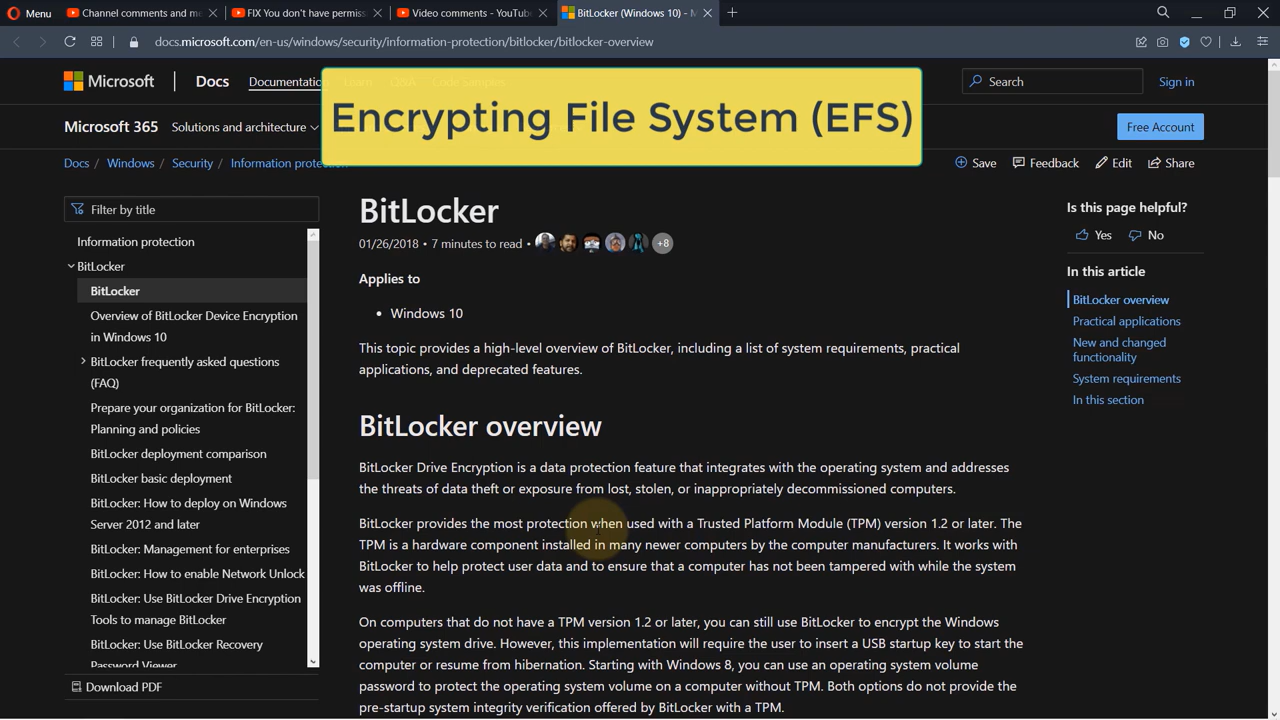 Menu
Channel comments and me
FIX You don't have permiss
Video comments - YouTube
BitLocker (Windows 10) - M
docs.microsoft.com/en-us/windows/security/information-protection/bitlocker/bitlocker-overview
Microsoft
Docs
Documentation
Learn
Q&A
Code Samples
Search
Sign in
Encrypting File System (EFS)
Microsoft 365
Solutions and architecture
Free Account
Docs / Windows / Security / Information protection
Save
Feedback
Edit
Share
Filter by title
Information protection
BitLocker
BitLocker
Overview of BitLocker Device Encryption
in Windows 10
BitLocker frequently asked questions
(FAQ)
Prepare your organization for BitLocker:
Planning and policies
BitLocker deployment comparison
BitLocker basic deployment
BitLocker: How to deploy on Windows
Server 2012 and later
BitLocker: Management for enterprises
BitLocker: How to enable Network Unlock
BitLocker: Use BitLocker Drive Encryption
Tools to manage BitLocker
BitLocker: Use BitLocker Recovery
Password Viewer
Download PDF
BitLocker
01/26/2018 • 7 minutes to read •
+8
Applies to
• Windows 10
This topic provides a high-level overview of BitLocker, including a list of system requirements, practical
applications, and deprecated features.
BitLocker overview
BitLocker Drive Encryption is a data protection feature that integrates with the operating system and addresses
the threats of data theft or exposure from lost, stolen, or inappropriately decommissioned computers.
BitLocker provides the most protection when used with a Trusted Platform Module (TPM) version 1.2 or later. The
TPM is a hardware component installed in many newer computers by the computer manufacturers. It works with
BitLocker to help protect user data and to ensure that a computer has not been tampered with while the system
was offline.
On computers that do not have a TPM version 1.2 or later, you can still use BitLocker to encrypt the Windows
operating system drive. However, this implementation will require the user to insert a USB startup key to start the
computer or resume from hibernation. Starting with Windows 8, you can use an operating system volume
password to protect the operating system volume on a computer without TPM. Both options do not provide the
pre-startup system integrity verification offered by BitLocker with a TPM.
Is this page helpful?
Yes
No
In this article
BitLocker overview
Practical applications
New and changed
functionality
System requirements
In this section